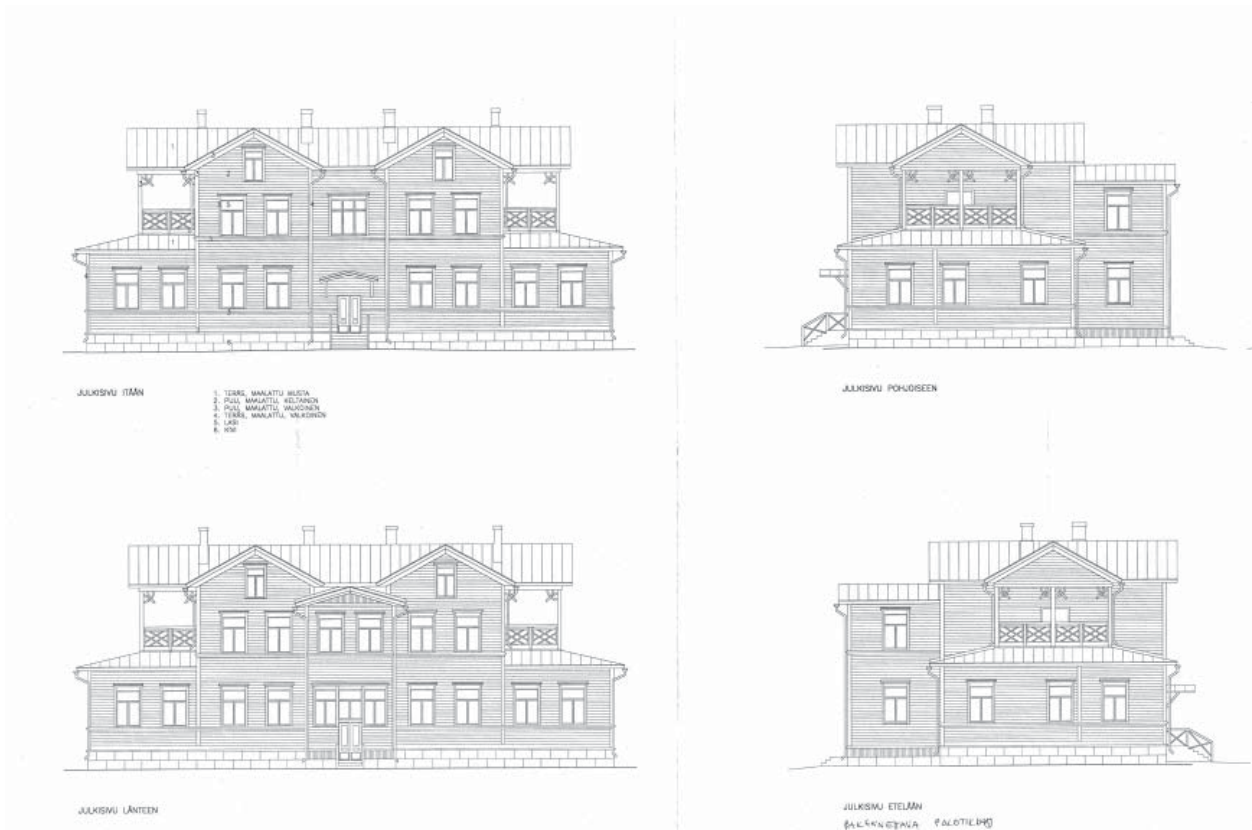 JULKISIVU ITÄÄN
1. TERÄS, MAALATTU MUSTA
2. PUU, MAALATTU, KELTAINEN
3. PUU, MAALATTU, VALKOINEN
4. TERÄS, MAALATTU, VALKOINEN
5. LASI
6. KIVI
JULKISIVU POHJOISEEN
JULKISIVU LÄNTEEN
JULKISIVU ETELÄÄN